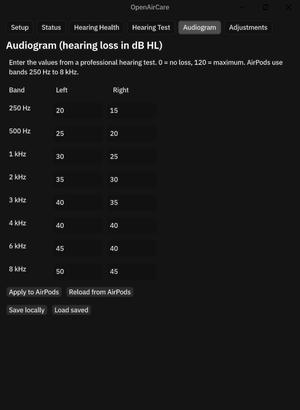 OpenAirCare
Setup Status Hearing Health Hearing Test Audiogram Adjustments
Audiogram (hearing loss in dB HL)
Enter the values from a professional hearing test. 0 = no loss, 120 = maximum. AirPods use
bands 250 Hz to 8 kHz.
Band Left Right
250 Hz 20 15
500 Hz 25 20
1 kHz 30 25
2 kHz 35 30
3 kHz 40 35
4 kHz 40 40
6 kHz 45 40
8 kHz 50 45
Apply to AirPods Reload from AirPods
Save locally Load saved